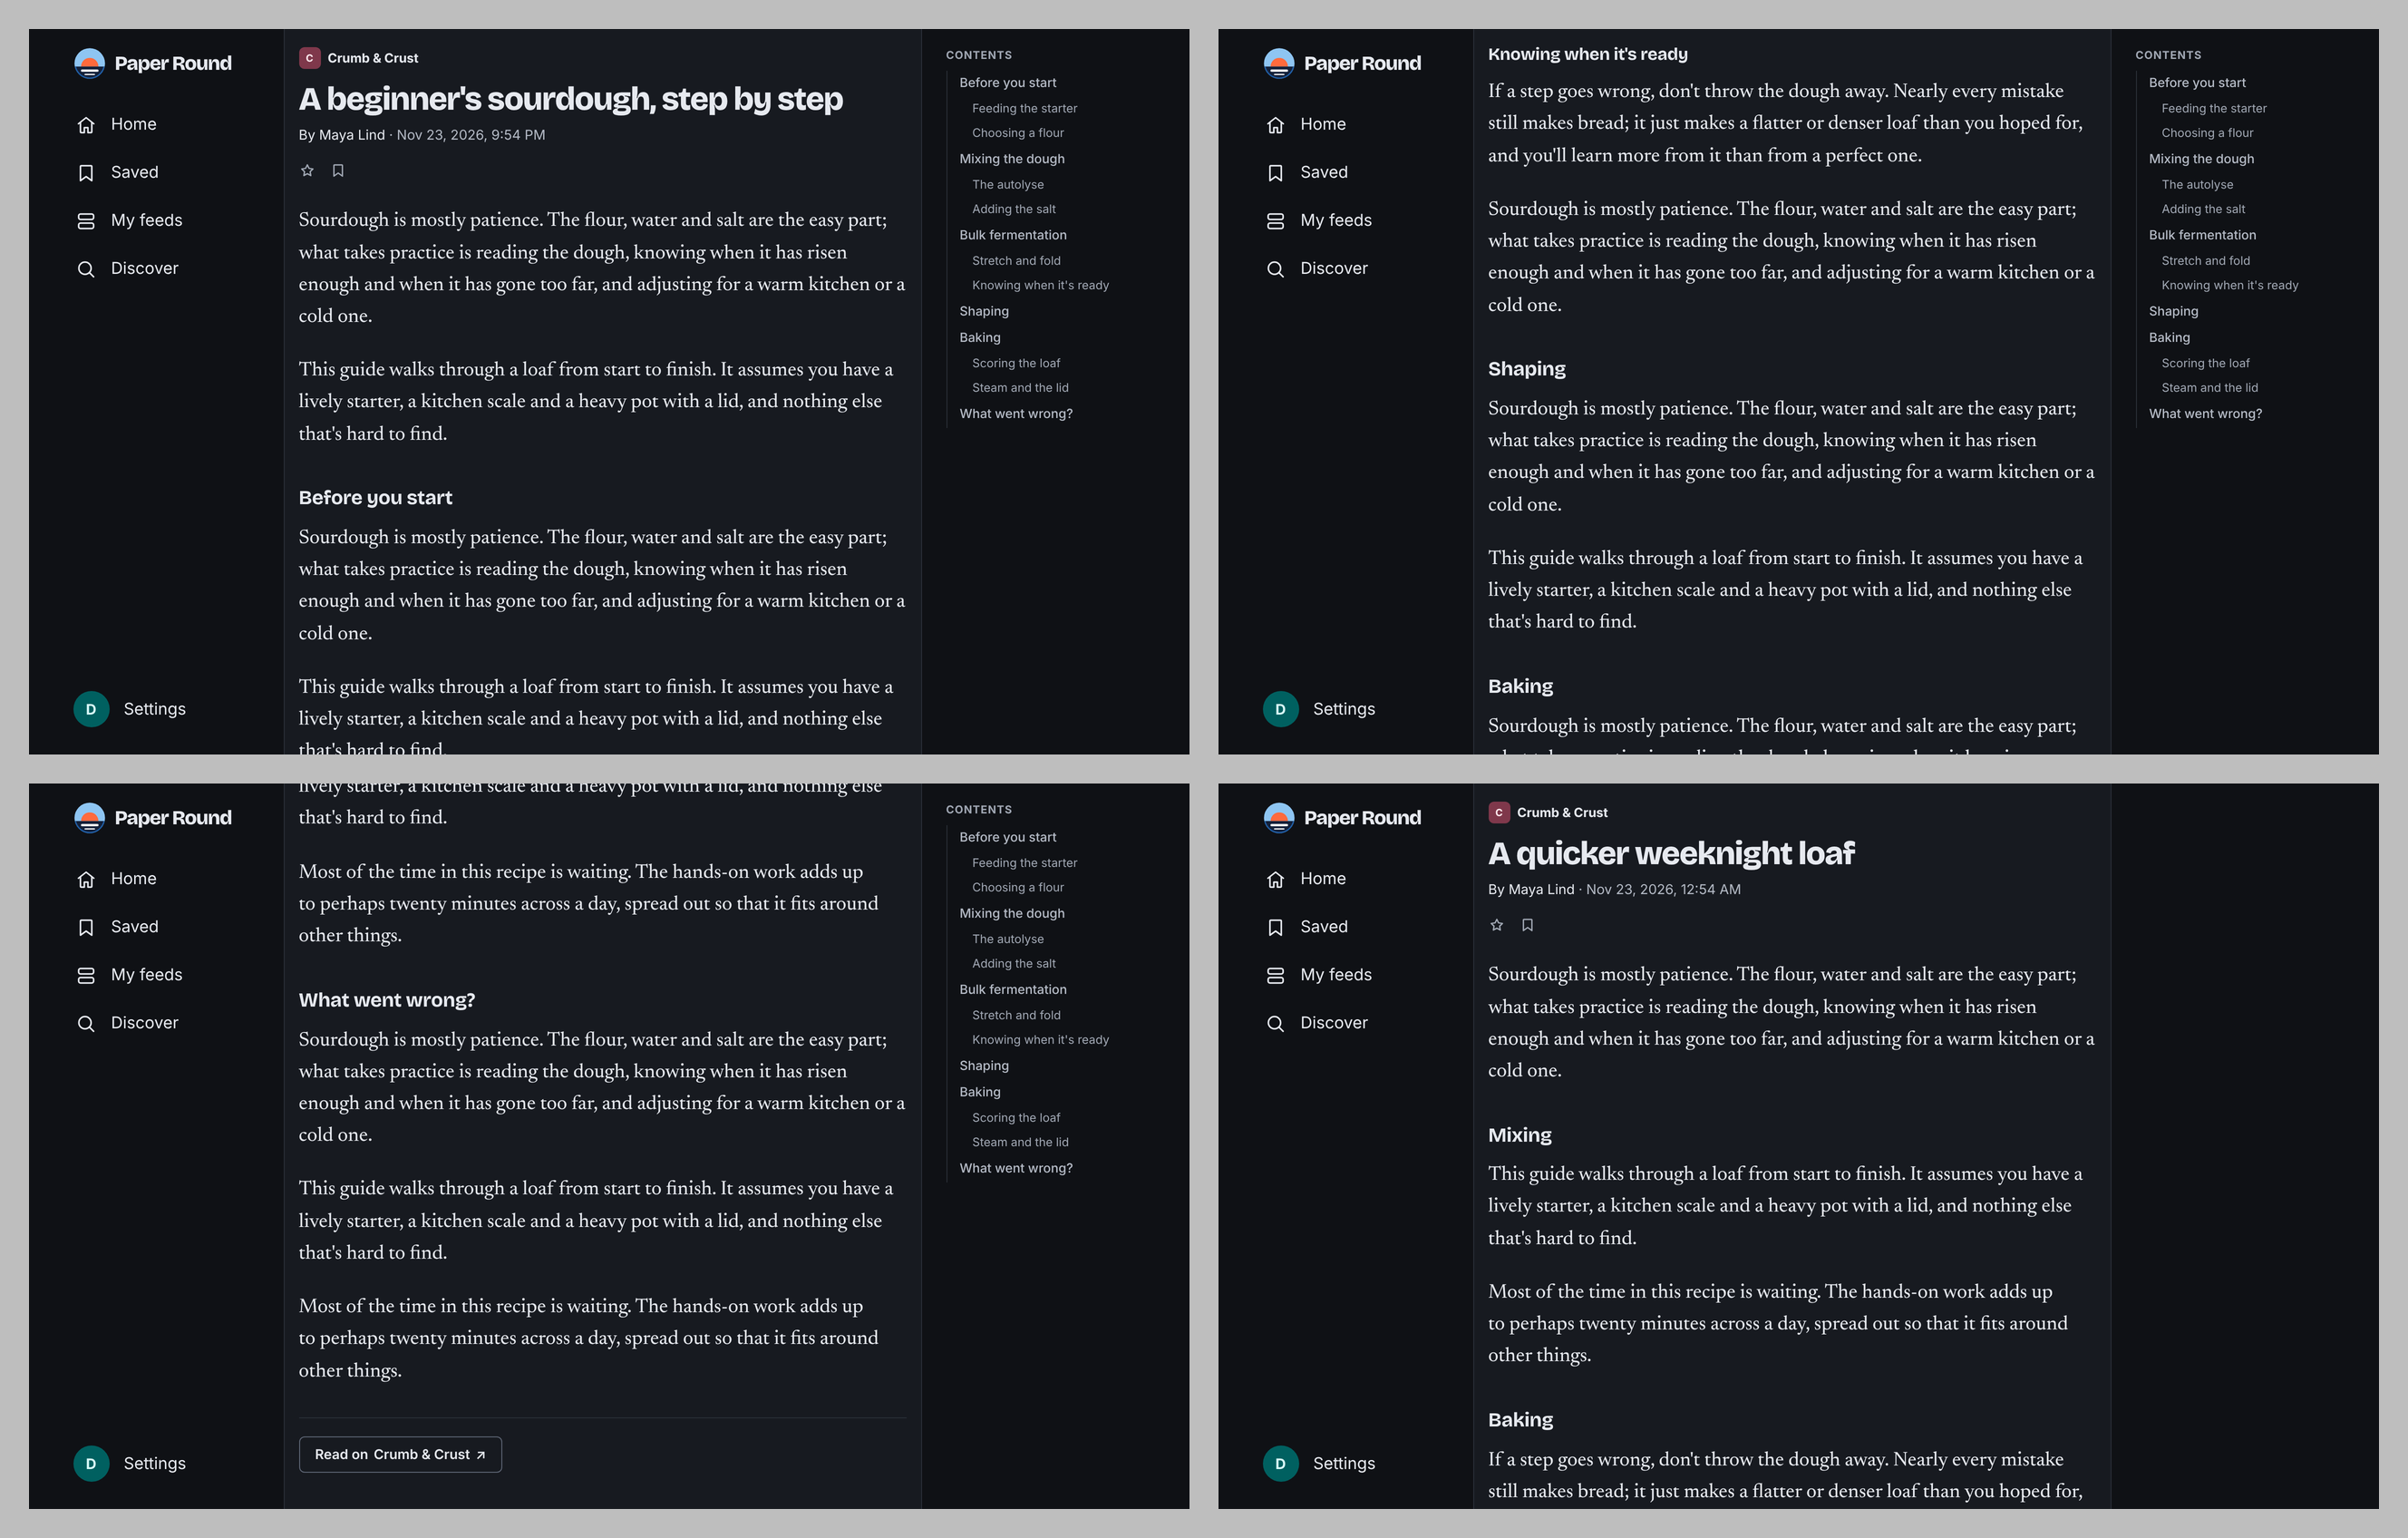 Paper Round
Home
Saved
My feeds
Discover
D Settings
C Crumb & Crust
A beginner's sourdough, step by step
By Maya Lind · Nov 23, 2026, 9:54 PM
Sourdough is mostly patience. The flour, water and salt are the easy part;
what takes practice is reading the dough, knowing when it has risen
enough and when it has gone too far, and adjusting for a warm kitchen or a
cold one.
This guide walks through a loaf from start to finish. It assumes you have a
lively starter, a kitchen scale and a heavy pot with a lid, and nothing else
that's hard to find.
Before you start
Sourdough is mostly patience. The flour, water and salt are the easy part;
what takes practice is reading the dough, knowing when it has risen
enough and when it has gone too far, and adjusting for a warm kitchen or a
cold one.
This guide walks through a loaf from start to finish. It assumes you have a
lively starter, a kitchen scale and a heavy pot with a lid, and nothing else
that's hard to find.
CONTENTS
Before you start
Feeding the starter
Choosing a flour
Mixing the dough
The autolyse
Adding the salt
Bulk fermentation
Stretch and fold
Knowing when it's ready
Shaping
Baking
Scoring the loaf
Steam and the lid
What went wrong?
Paper Round
Home
Saved
My feeds
Discover
D Settings
Knowing when it's ready
If a step goes wrong, don't throw the dough away. Nearly every mistake
still makes bread; it just makes a flatter or denser loaf than you hoped for,
and you'll learn more from it than from a perfect one.
Sourdough is mostly patience. The flour, water and salt are the easy part;
what takes practice is reading the dough, knowing when it has risen
enough and when it has gone too far, and adjusting for a warm kitchen or a
cold one.
Shaping
Sourdough is mostly patience. The flour, water and salt are the easy part;
what takes practice is reading the dough, knowing when it has risen
enough and when it has gone too far, and adjusting for a warm kitchen or a
cold one.
This guide walks through a loaf from start to finish. It assumes you have a
lively starter, a kitchen scale and a heavy pot with a lid, and nothing else
that's hard to find.
Baking
Sourdough is mostly patience. The flour, water and salt are the easy part;
CONTENTS
Before you start
Feeding the starter
Choosing a flour
Mixing the dough
The autolyse
Adding the salt
Bulk fermentation
Stretch and fold
Knowing when it's ready
Shaping
Baking
Scoring the loaf
Steam and the lid
What went wrong?
Paper Round
Home
Saved
My feeds
Discover
D Settings
lively starter, a kitchen scale and a heavy pot with a lid, and nothing else
that's hard to find.
Most of the time in this recipe is waiting. The hands-on work adds up
to perhaps twenty minutes across a day, spread out so that it fits around
other things.
What went wrong?
Sourdough is mostly patience. The flour, water and salt are the easy part;
what takes practice is reading the dough, knowing when it has risen
enough and when it has gone too far, and adjusting for a warm kitchen or a
cold one.
This guide walks through a loaf from start to finish. It assumes you have a
lively starter, a kitchen scale and a heavy pot with a lid, and nothing else
that's hard to find.
Most of the time in this recipe is waiting. The hands-on work adds up
to perhaps twenty minutes across a day, spread out so that it fits around
other things.
Read on Crumb & Crust ↗
CONTENTS
Before you start
Feeding the starter
Choosing a flour
Mixing the dough
The autolyse
Adding the salt
Bulk fermentation
Stretch and fold
Knowing when it's ready
Shaping
Baking
Scoring the loaf
Steam and the lid
What went wrong?
Paper Round
Home
Saved
My feeds
Discover
D Settings
C Crumb & Crust
A quicker weeknight loaf
By Maya Lind · Nov 23, 2026, 12:54 AM
Sourdough is mostly patience. The flour, water and salt are the easy part;
what takes practice is reading the dough, knowing when it has risen
enough and when it has gone too far, and adjusting for a warm kitchen or a
cold one.
Mixing
This guide walks through a loaf from start to finish. It assumes you have a
lively starter, a kitchen scale and a heavy pot with a lid, and nothing else
that's hard to find.
Most of the time in this recipe is waiting. The hands-on work adds up
to perhaps twenty minutes across a day, spread out so that it fits around
other things.
Baking
If a step goes wrong, don't throw the dough away. Nearly every mistake
still makes bread; it just makes a flatter or denser loaf than you hoped for,